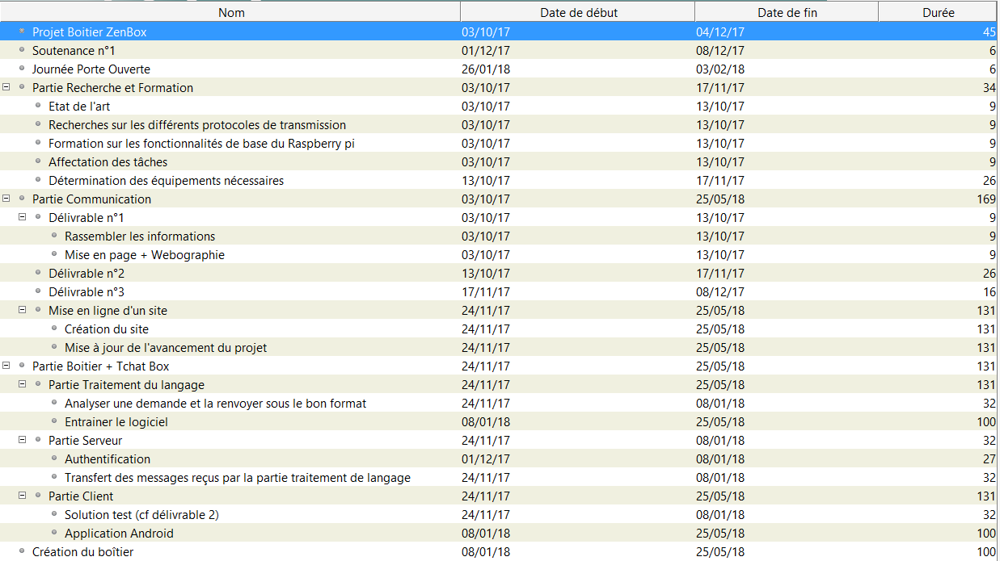 Nom Date de début Date de fin Durée
Projet Boitier ZenBox 03/10/17 04/12/17 45
Soutenance n°1 01/12/17 08/12/17 6
Journée Porte Ouverte 26/01/18 03/02/18 6
Partie Recherche et Formation 03/10/17 17/11/17 34
Etat de l'art 03/10/17 13/10/17 9
Recherches sur les différents protocoles de transmission 03/10/17 13/10/17 9
Formation sur les fonctionnalités de base du Raspberry pi 03/10/17 13/10/17 9
Affectation des tâches 03/10/17 13/10/17 9
Détermination des équipements nécessaires 13/10/17 17/11/17 26
Partie Communication 03/10/17 25/05/18 169
Délivrable n°1 03/10/17 13/10/17 9
Rassembler les informations 03/10/17 13/10/17 9
Mise en page + Webographie 03/10/17 13/10/17 9
Délivrable n°2 13/10/17 17/11/17 26
Délivrable n°3 17/11/17 08/12/17 16
Mise en ligne d'un site 24/11/17 25/05/18 131
Création du site 24/11/17 25/05/18 131
Mise à jour de l'avancement du projet 24/11/17 25/05/18 131
Partie Boitier + Tchat Box 24/11/17 25/05/18 131
Partie Traitement du langage 24/11/17 25/05/18 131
Analyser une demande et la renvoyer sous le bon format 24/11/17 08/01/18 32
Entrainer le logiciel 08/01/18 25/05/18 100
Partie Serveur 24/11/17 08/01/18 32
Authentification 01/12/17 08/01/18 27
Transfert des messages reçus par la partie traitement de langage 24/11/17 08/01/18 32
Partie Client 24/11/17 25/05/18 131
Solution test (cf délivrable 2) 24/11/17 08/01/18 32
Application Android 08/01/18 25/05/18 100
Création du boîtier 08/01/18 25/05/18 100